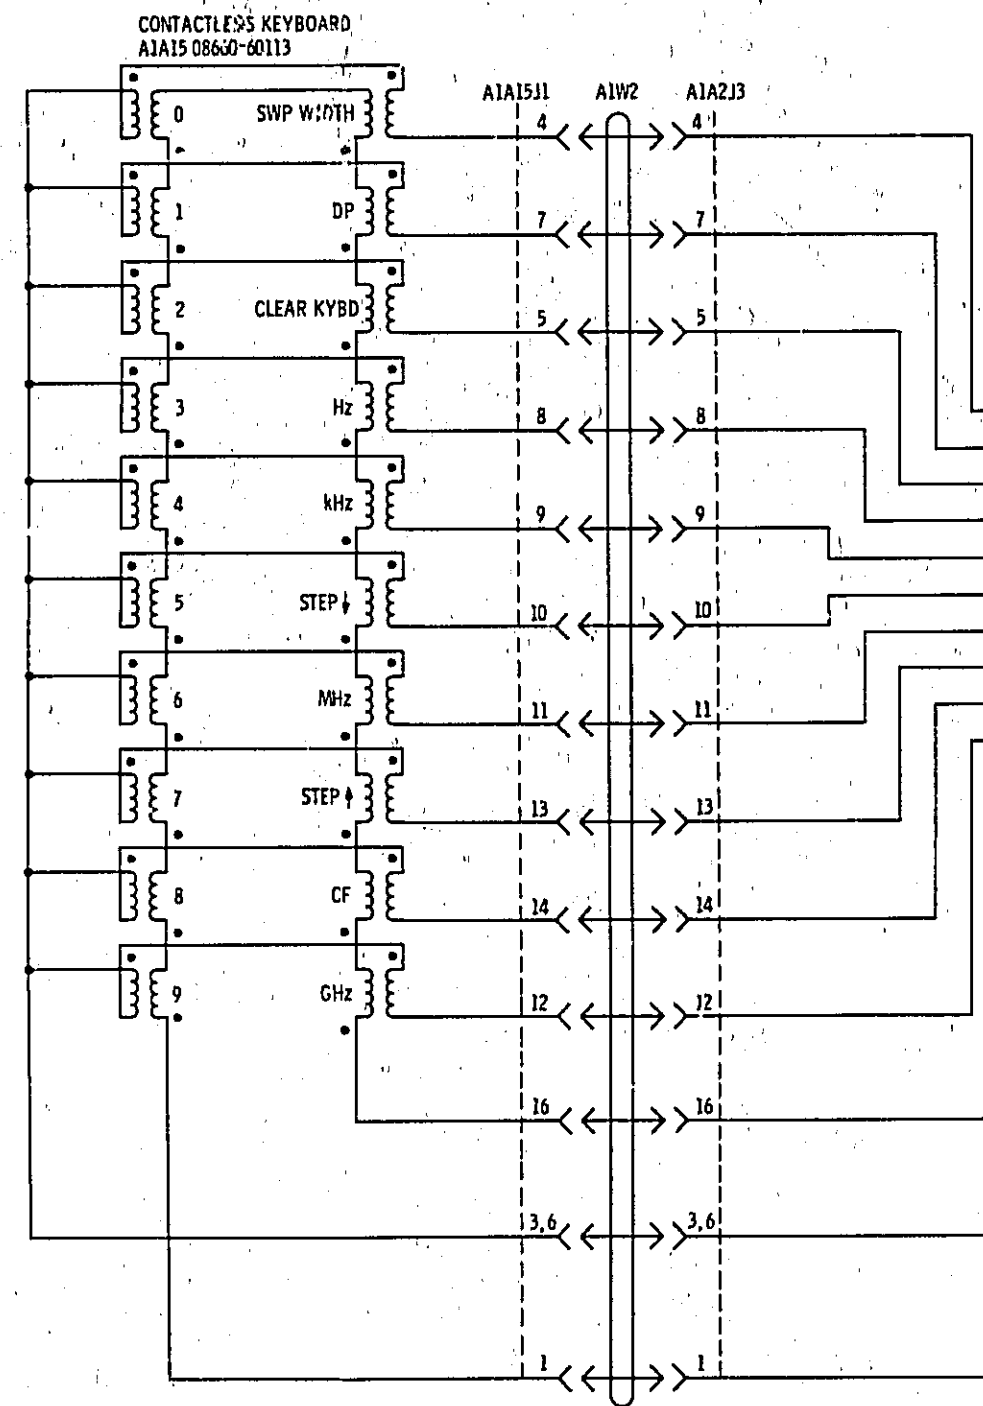 CONTACTLESS KEYBOARD
A1A15 08660-60113
A1A15J1 A1W2 A1A2J3
0 SWP WIDTH 4 4
1 DP 7 7
2 CLEAR KYBD 5 5
3 Hz 8 8
4 kHz 9 9
5 STEP↓ 10 10
6 MHz 11 11
7 STEP↑ 13 13
8 CF 14 14
9 GHz 12 12
16 16
3,6 3,6
1 1